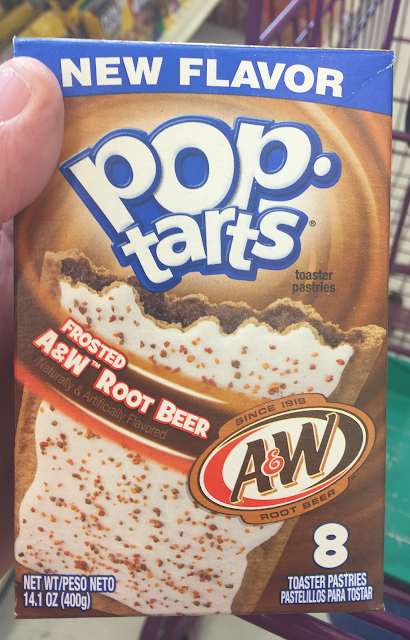 NEW FLAVOR
POP.
tarts®
toaster
pastries
FROSTED
A&W™ ROOT BEER
Naturally & Artificially Flavored
SINCE 1919
A&W
ROOT BEER
8
TOASTER PASTRIES
PASTELILLOS PARA TOSTAR
NET WT/PESO NETO
14.1 OZ (400g)